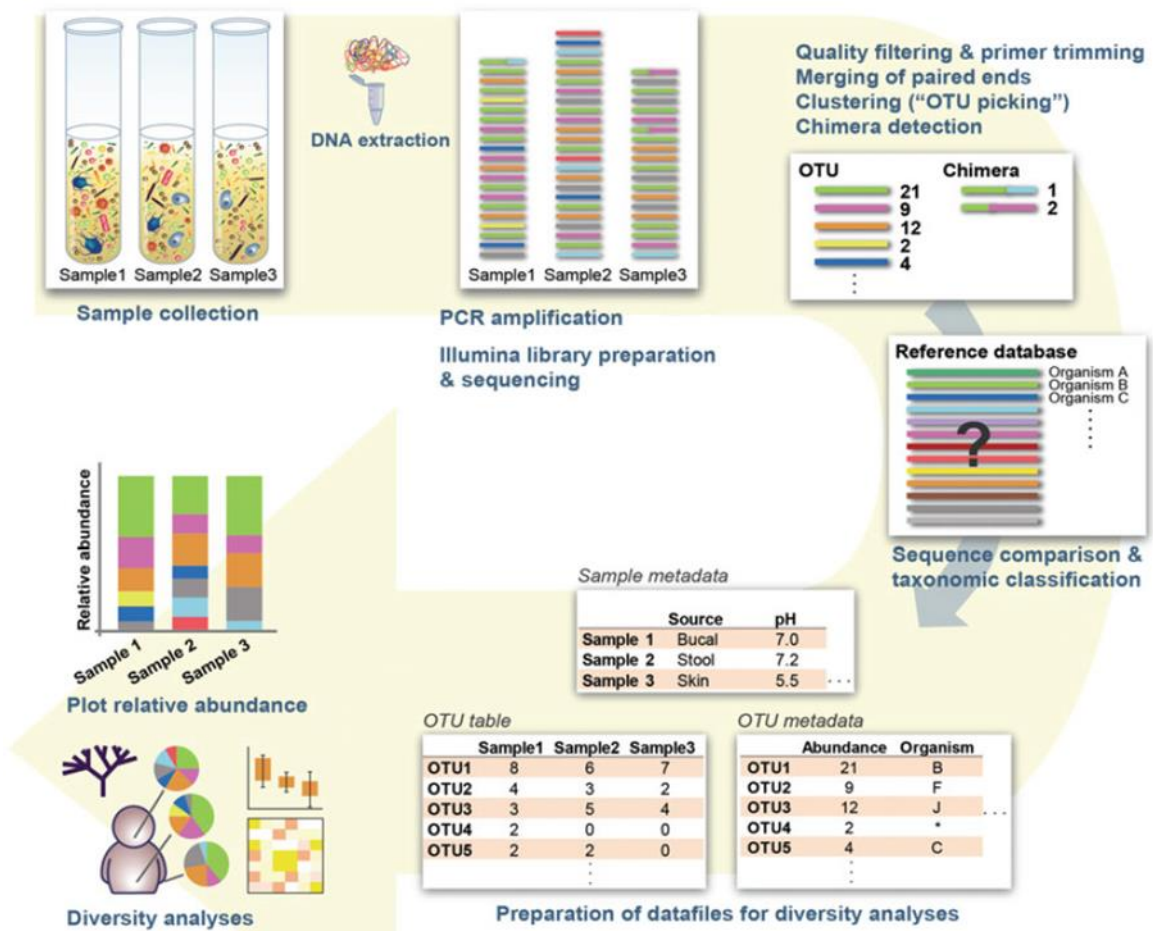 Sample1 Sample2 Sample3
Sample collection
DNA extraction
Sample1 Sample2 Sample3
PCR amplification
Illumina library preparation
& sequencing
Quality filtering & primer trimming
Merging of paired ends
Clustering (“OTU picking”)
Chimera detection
OTU Chimera
21 1
9 2
12
2
4
Reference database
Organism A
Organism B
Organism C
?
Sequence comparison &
taxonomic classification
Sample metadata
Source pH
Sample 1 Bucal 7.0
Sample 2 Stool 7.2
Sample 3 Skin 5.5
OTU table
Sample1 Sample2 Sample3
OTU1 8 6 7
OTU2 4 3 2
OTU3 3 5 4
OTU4 2 0 0
OTU5 2 2 0
OTU metadata
Abundance Organism
OTU1 21 B
OTU2 9 F
OTU3 12 J
OTU4 2 *
OTU5 4 C
Preparation of datafiles for diversity analyses
Relative abundance
Sample 1 Sample 2 Sample 3
Plot relative abundance
Diversity analyses